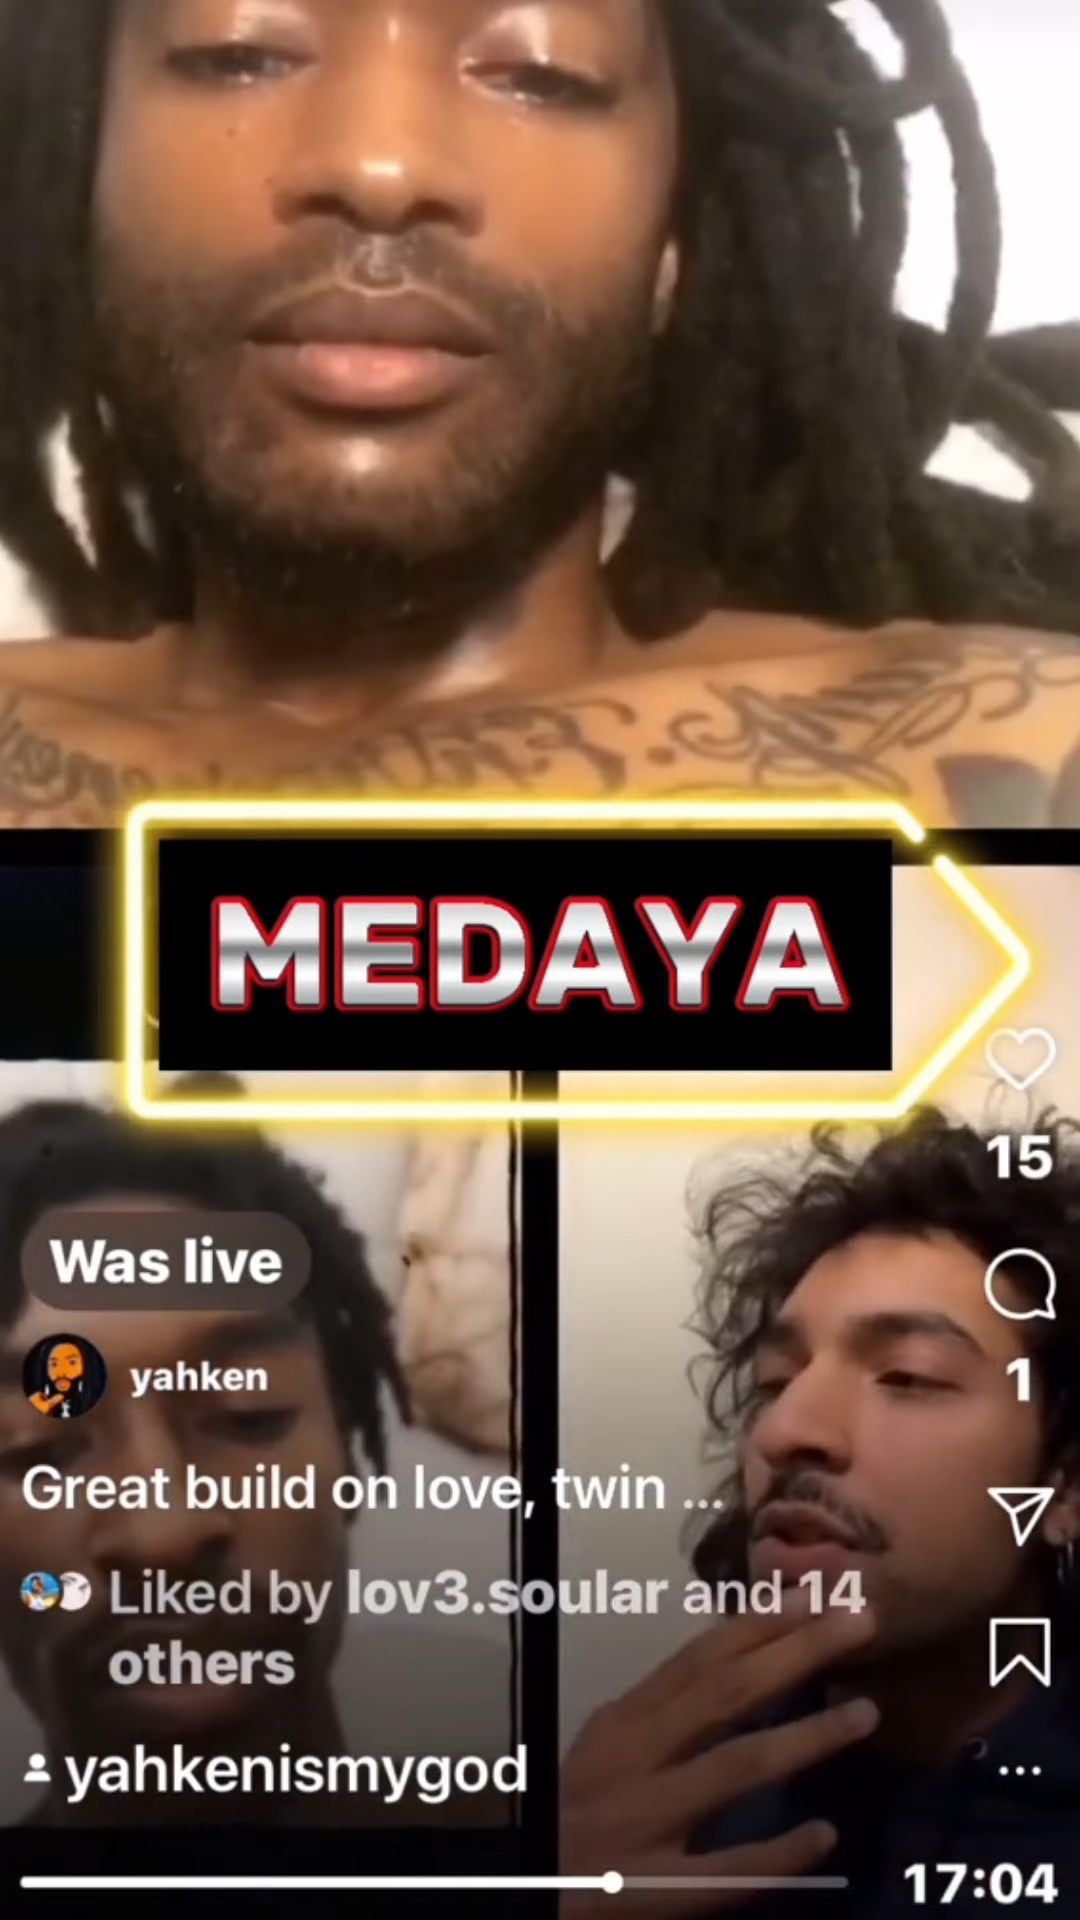 MEDAYA
15
Was live
yahken
1
Great build on love, twin ...
Liked by lov3.soular and 14
others
yahkenismygod
17:04